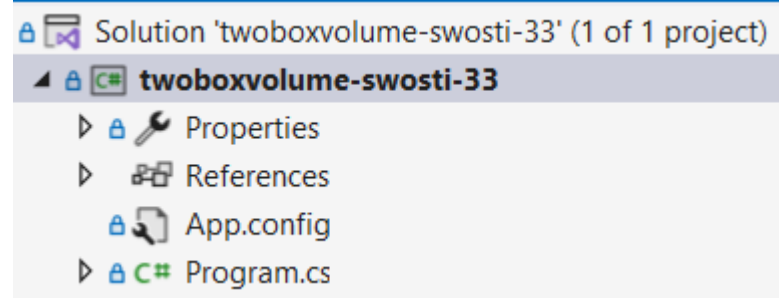 Solution 'twoboxvolume-swosti-33' (1 of 1 project)
C# twoboxvolume-swosti-33
Properties
References
App.config
C# Program.cs